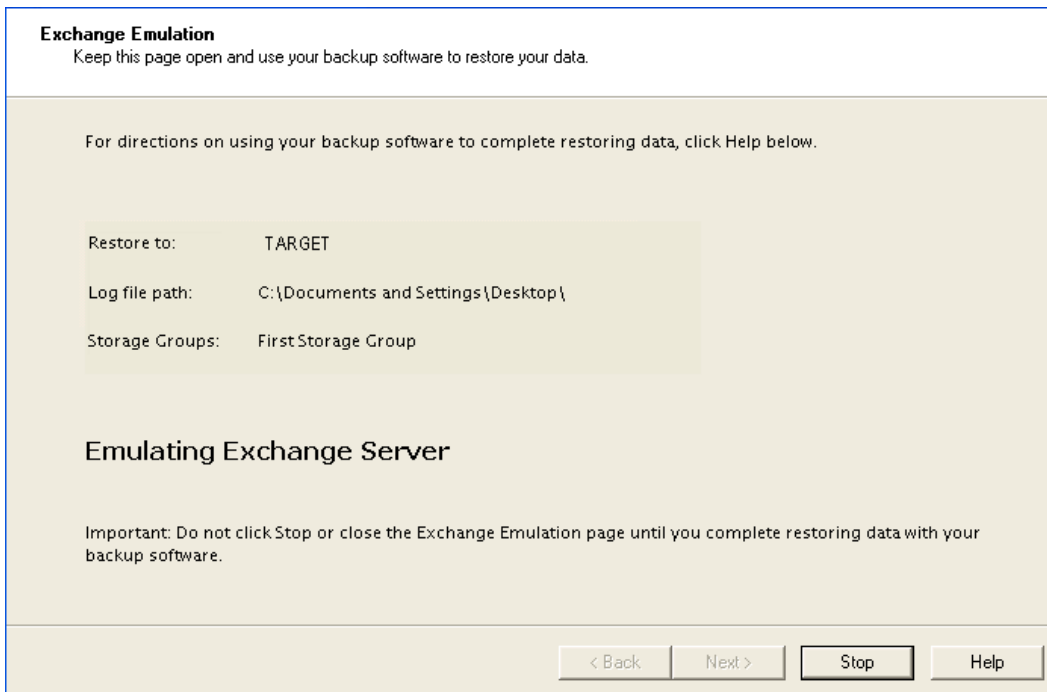 Exchange Emulation
Keep this page open and use your backup software to restore your data.
For directions on using your backup software to complete restoring data, click Help below.
Restore to: TARGET
Log file path: C:\Documents and Settings\Desktop\
Storage Groups: First Storage Group
Emulating Exchange Server
Important: Do not click Stop or close the Exchange Emulation page until you complete restoring data with your
backup software.
< Back Next > Stop Help